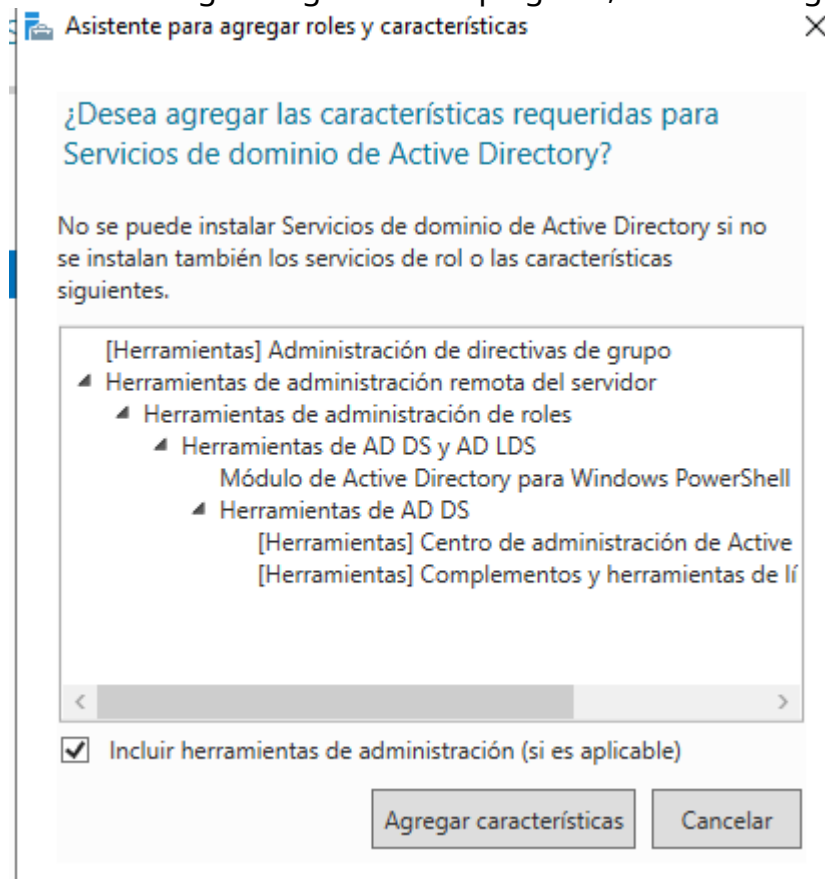 Asistente para agregar roles y características
¿Desea agregar las características requeridas para
Servicios de dominio de Active Directory?
No se puede instalar Servicios de dominio de Active Directory si no
se instalan también los servicios de rol o las características
siguientes.
[Herramientas] Administración de directivas de grupo
Herramientas de administración remota del servidor
Herramientas de administración de roles
Herramientas de AD DS y AD LDS
Módulo de Active Directory para Windows PowerShell
Herramientas de AD DS
[Herramientas] Centro de administración de Active
[Herramientas] Complementos y herramientas de lí
Incluir herramientas de administración (si es aplicable)
Agregar características
Cancelar